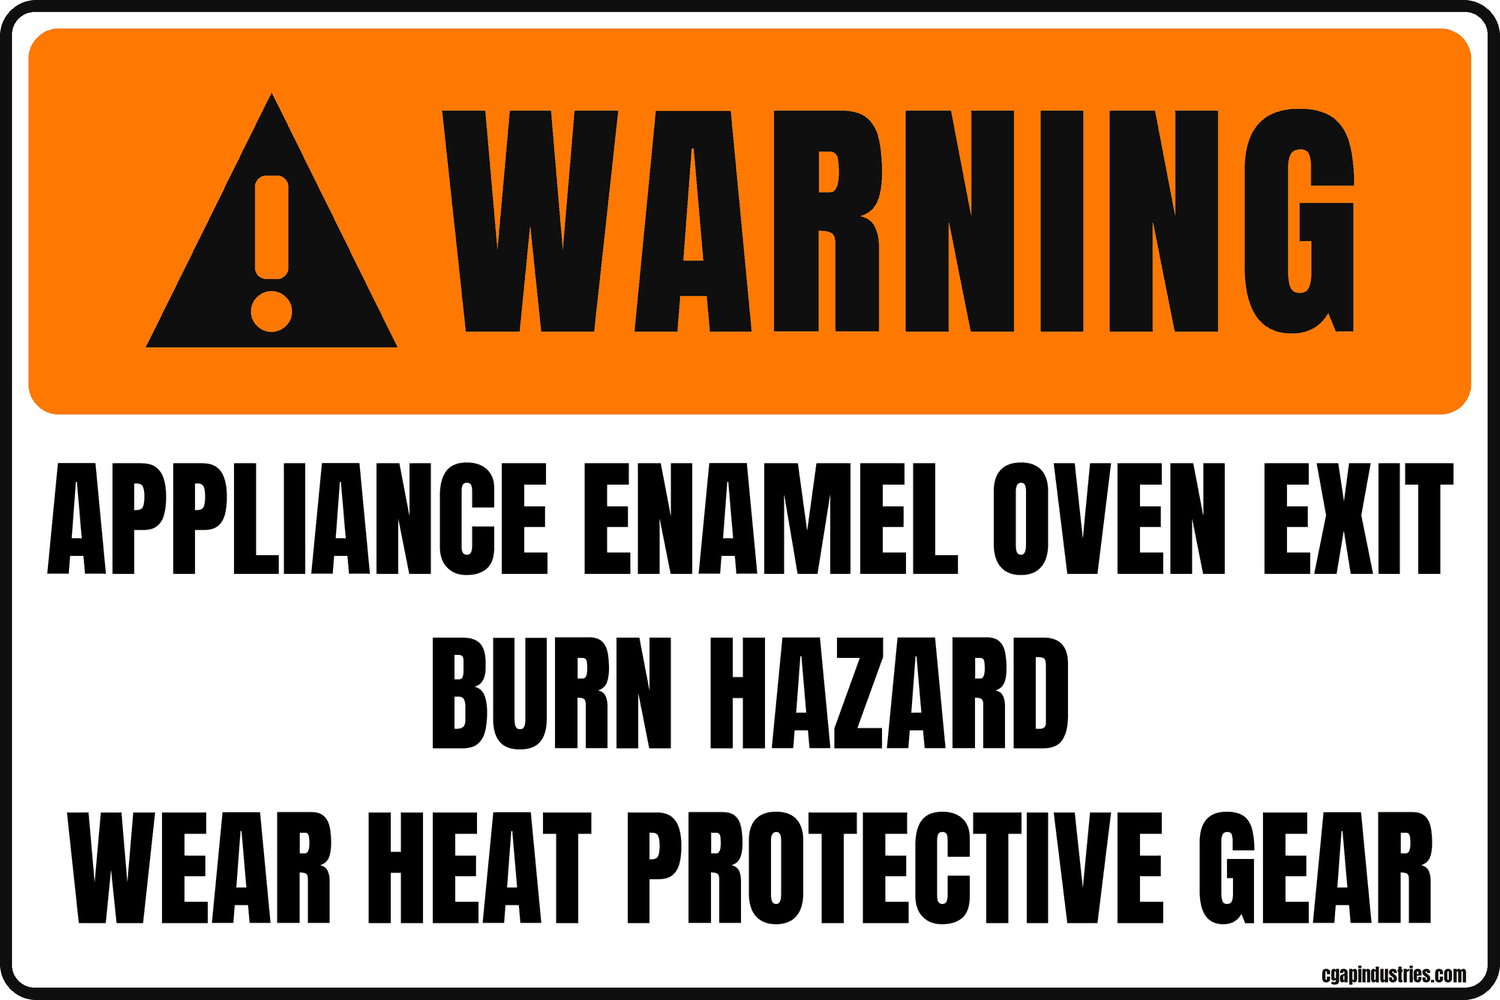 WARNING
APPLIANCE ENAMEL OVEN EXIT
BURN HAZARD
WEAR HEAT PROTECTIVE GEAR
cgapindustries.com